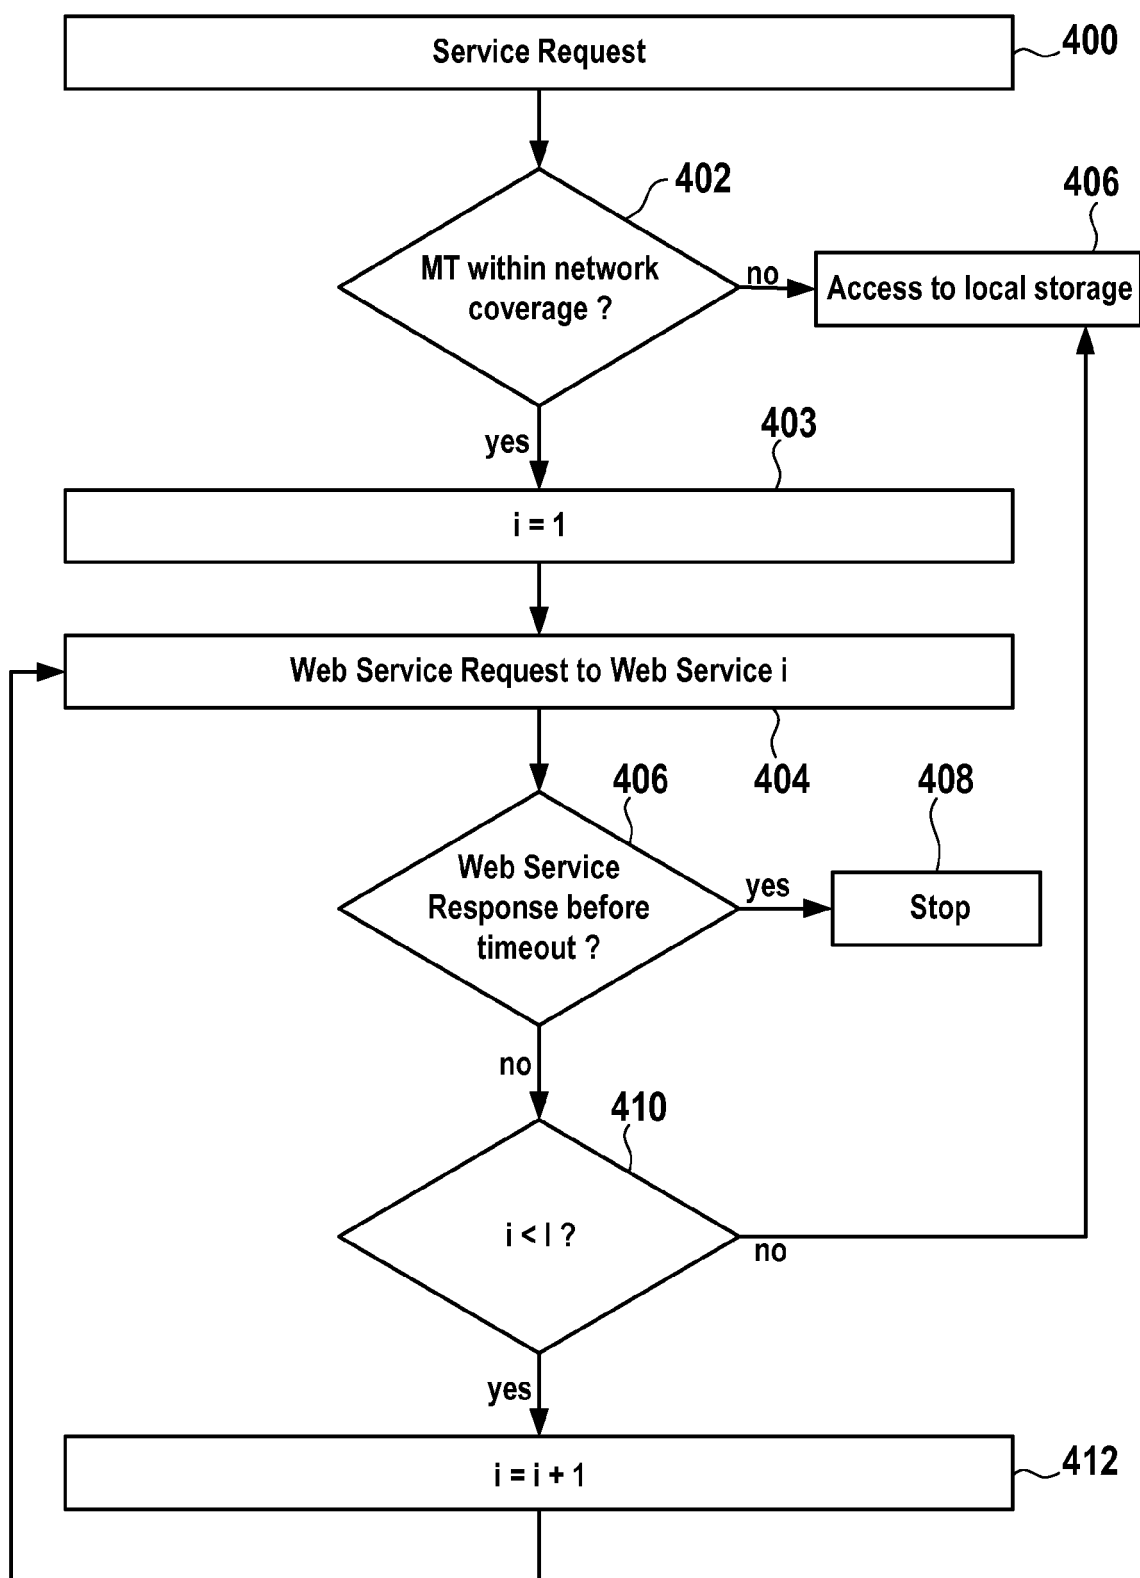 Service Request
400
402
406
MT within network
coverage ?
no
Access to local storage
yes
403
i = 1
Web Service Request to Web Service i
404
406
408
Web Service
Response before
timeout ?
yes
Stop
no
410
i < I ?
no
yes
i = i + 1
412